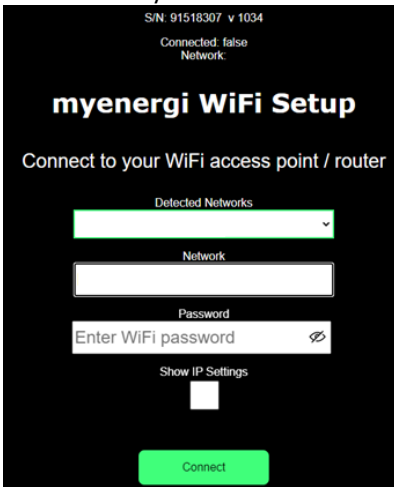 S/N: 91518307 v 1034
Connected: false
Network:
myenergi WiFi Setup
Connect to your WiFi access point / router
Detected Networks
Network
Password
Enter WiFi password
Show IP Settings
Connect